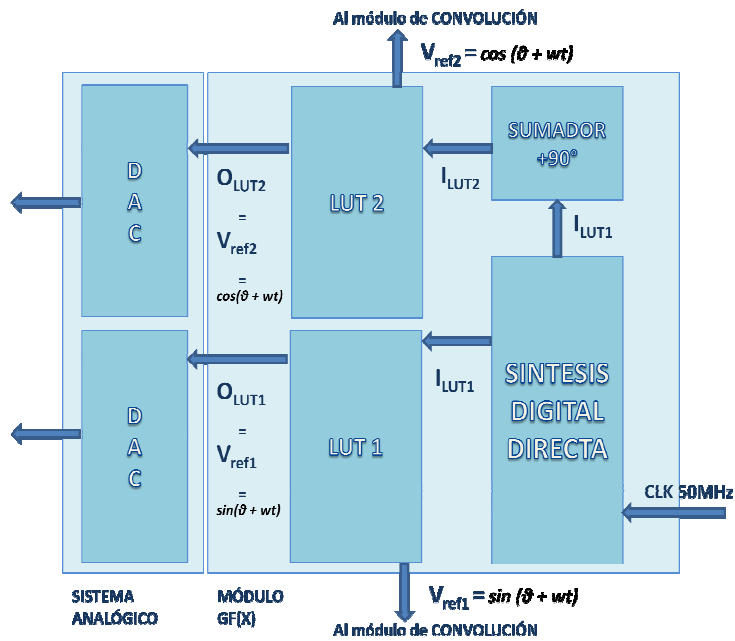 Al módulo de CONVOLUCIÓN
Vref2 = cos (ϑ + wt)
SUMADOR
+90°
D
A
C
OLUT2
=
Vref2
=
cos(ϑ + wt)
LUT 2
ILUT2
ILUT1
D
A
C
OLUT1
=
Vref1
=
sin(ϑ + wt)
LUT 1
ILUT1
SINTESIS
DIGITAL
DIRECTA
CLK 50MHz
SISTEMA
ANALÓGICO
MÓDULO
GF(X)
Vref1 = sin (ϑ + wt)
Al módulo de CONVOLUCIÓN